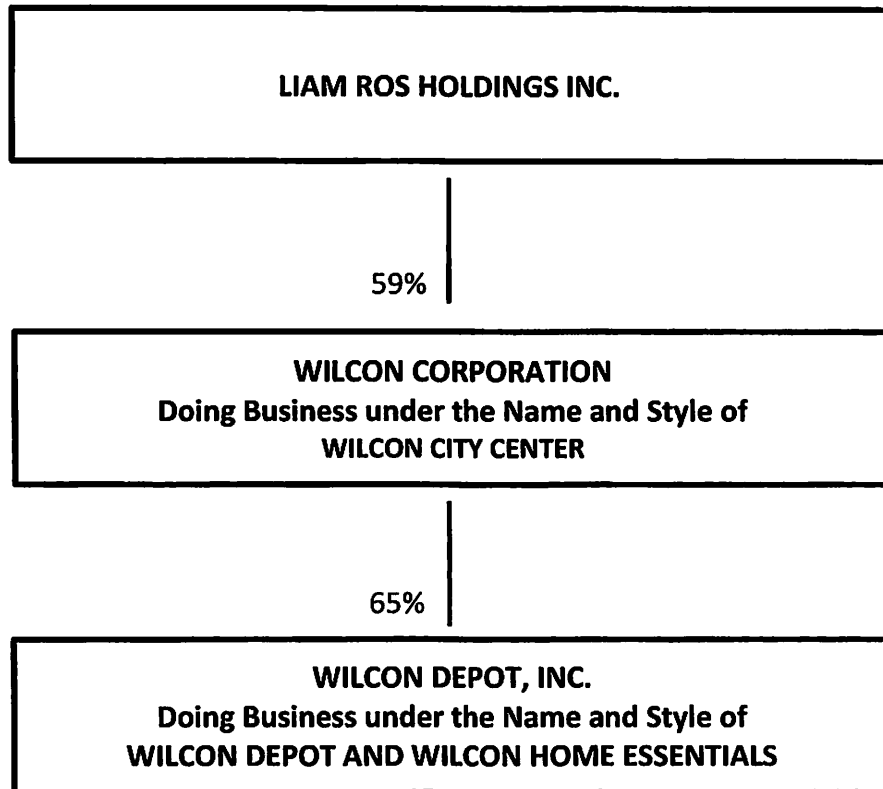 LIAM ROS HOLDINGS INC.
59%
WILCON CORPORATION
Doing Business under the Name and Style of
WILCON CITY CENTER
65%
WILCON DEPOT, INC.
Doing Business under the Name and Style of
WILCON DEPOT AND WILCON HOME ESSENTIALS